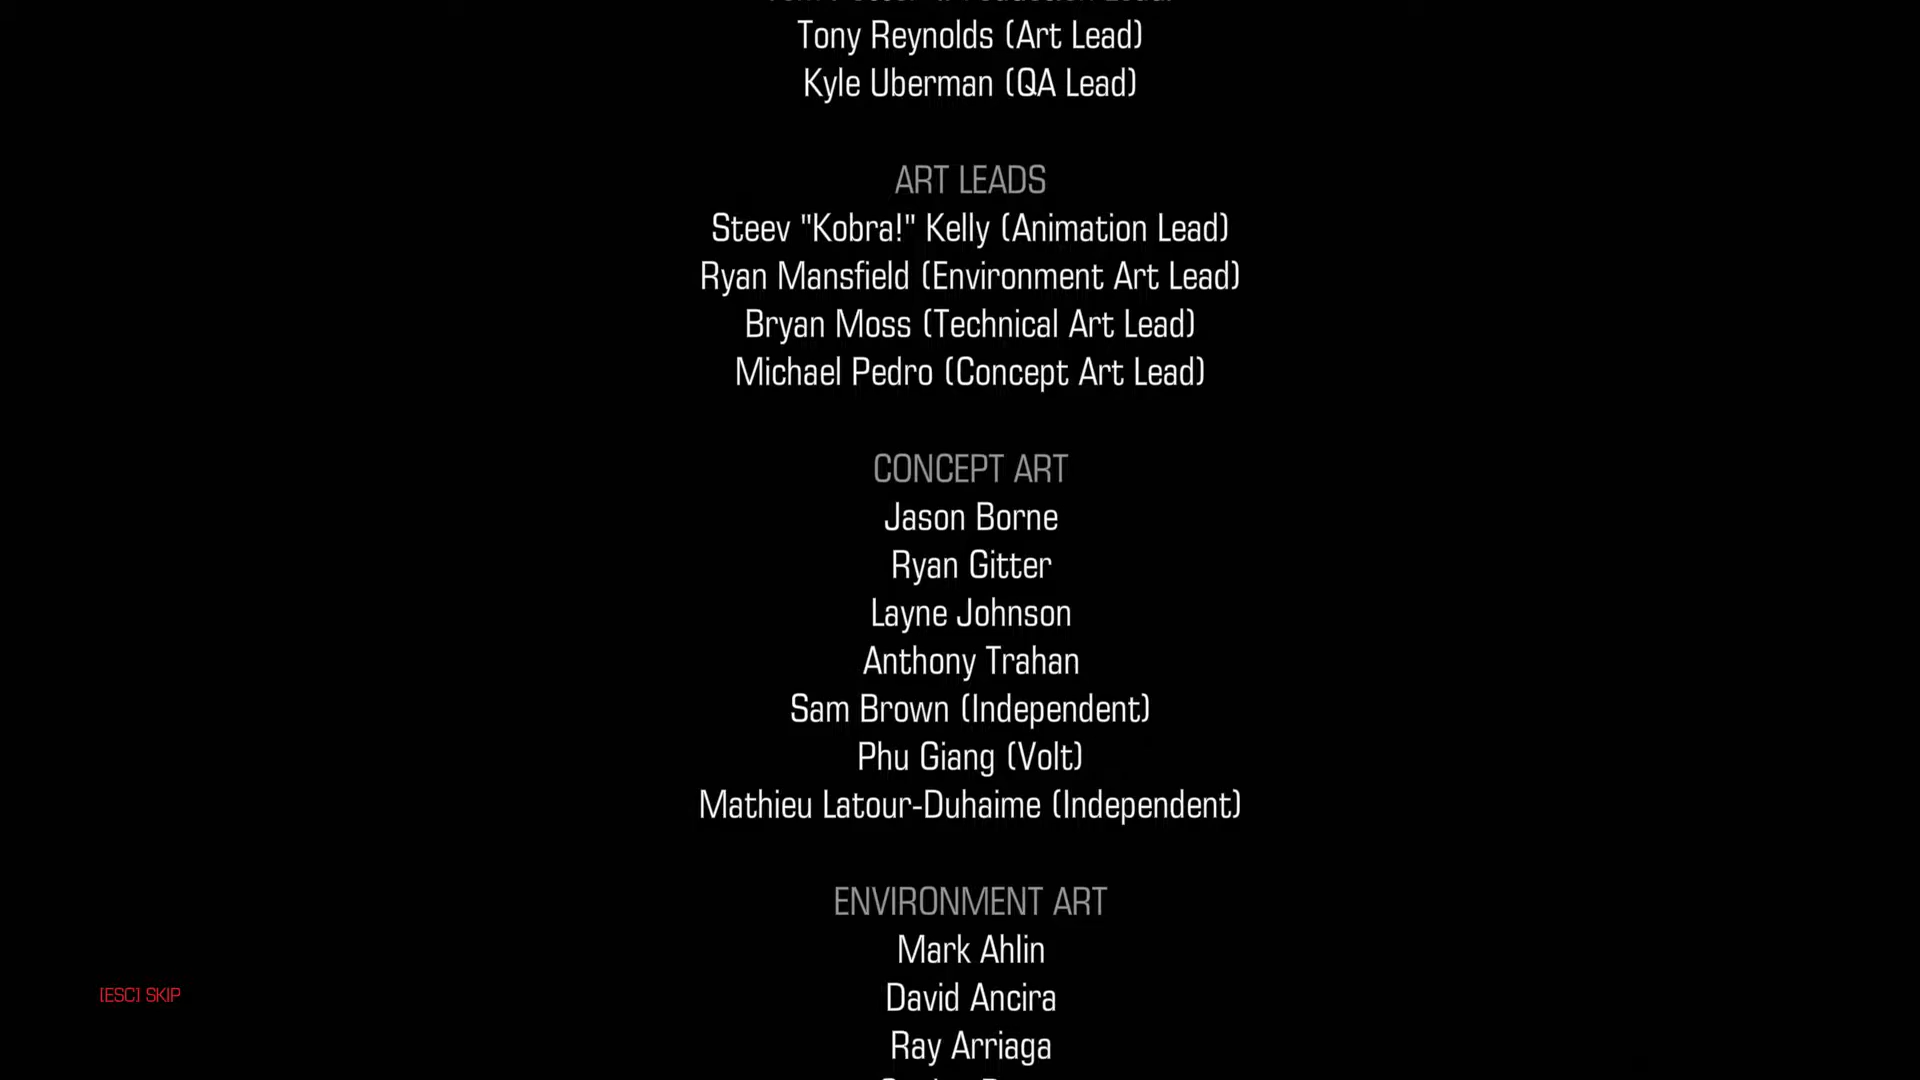 Tony Reynolds (Art Lead)
Kyle Uberman (QA Lead)
ART LEADS
Steev "Kobra!" Kelly (Animation Lead)
Ryan Mansfield (Environment Art Lead)
Bryan Moss (Technical Art Lead)
Michael Pedro (Concept Art Lead)
CONCEPT ART
Jason Borne
Ryan Gitter
Layne Johnson
Anthony Trahan
Sam Brown (Independent)
Phu Giang (Volt)
Mathieu Latour-Duhaime (Independent)
ENVIRONMENT ART
Mark Ahlin
David Ancira
[ESC] SKIP
Ray Arriaga